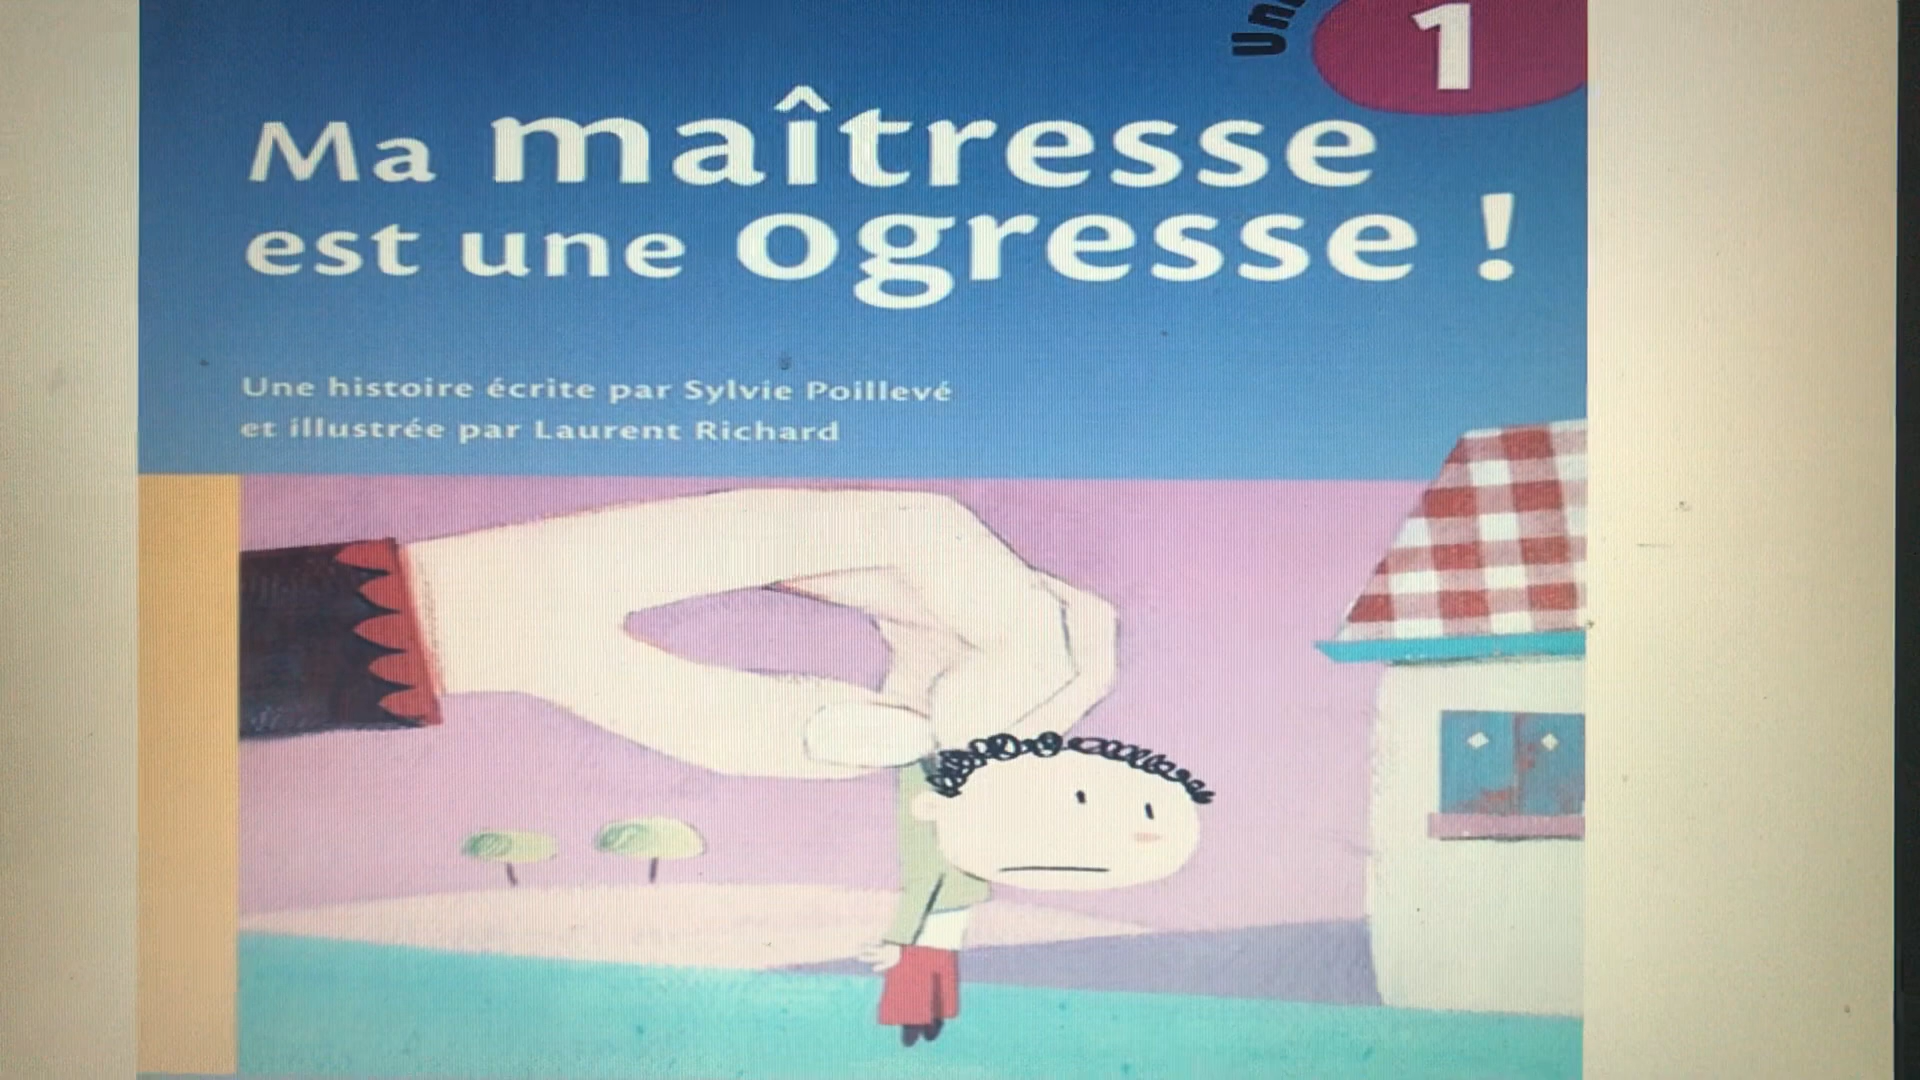 1
Ma maîtresse
est une ogresse !
Une histoire écrite par Sylvie Poillevé
et illustrée par Laurent Richard